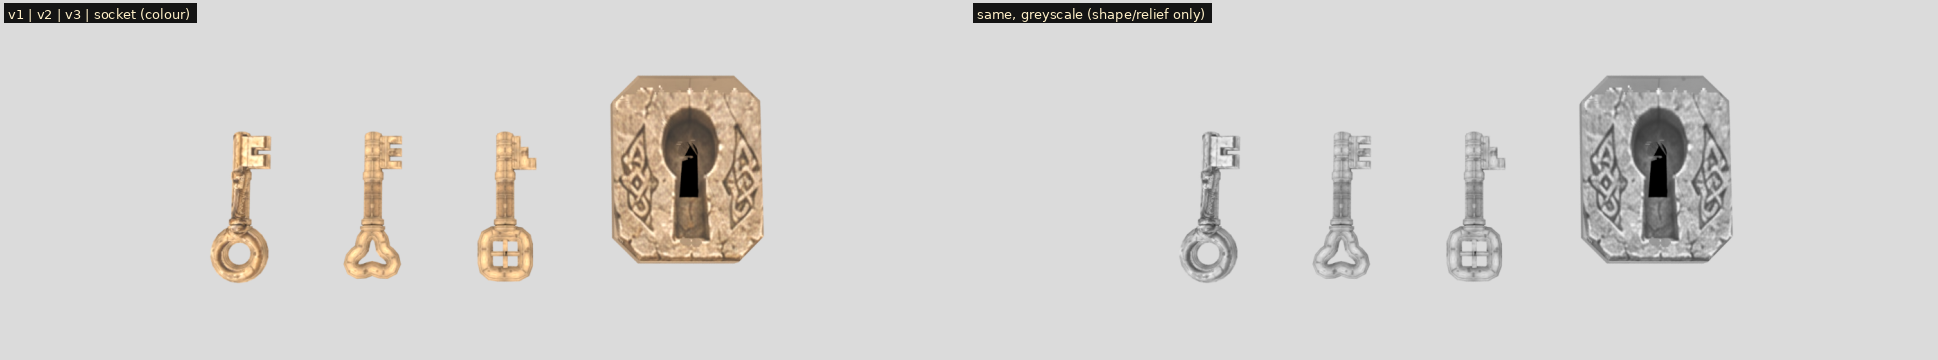 v1 | v2 | v3 | socket (colour)
same, greyscale (shape/relief only)